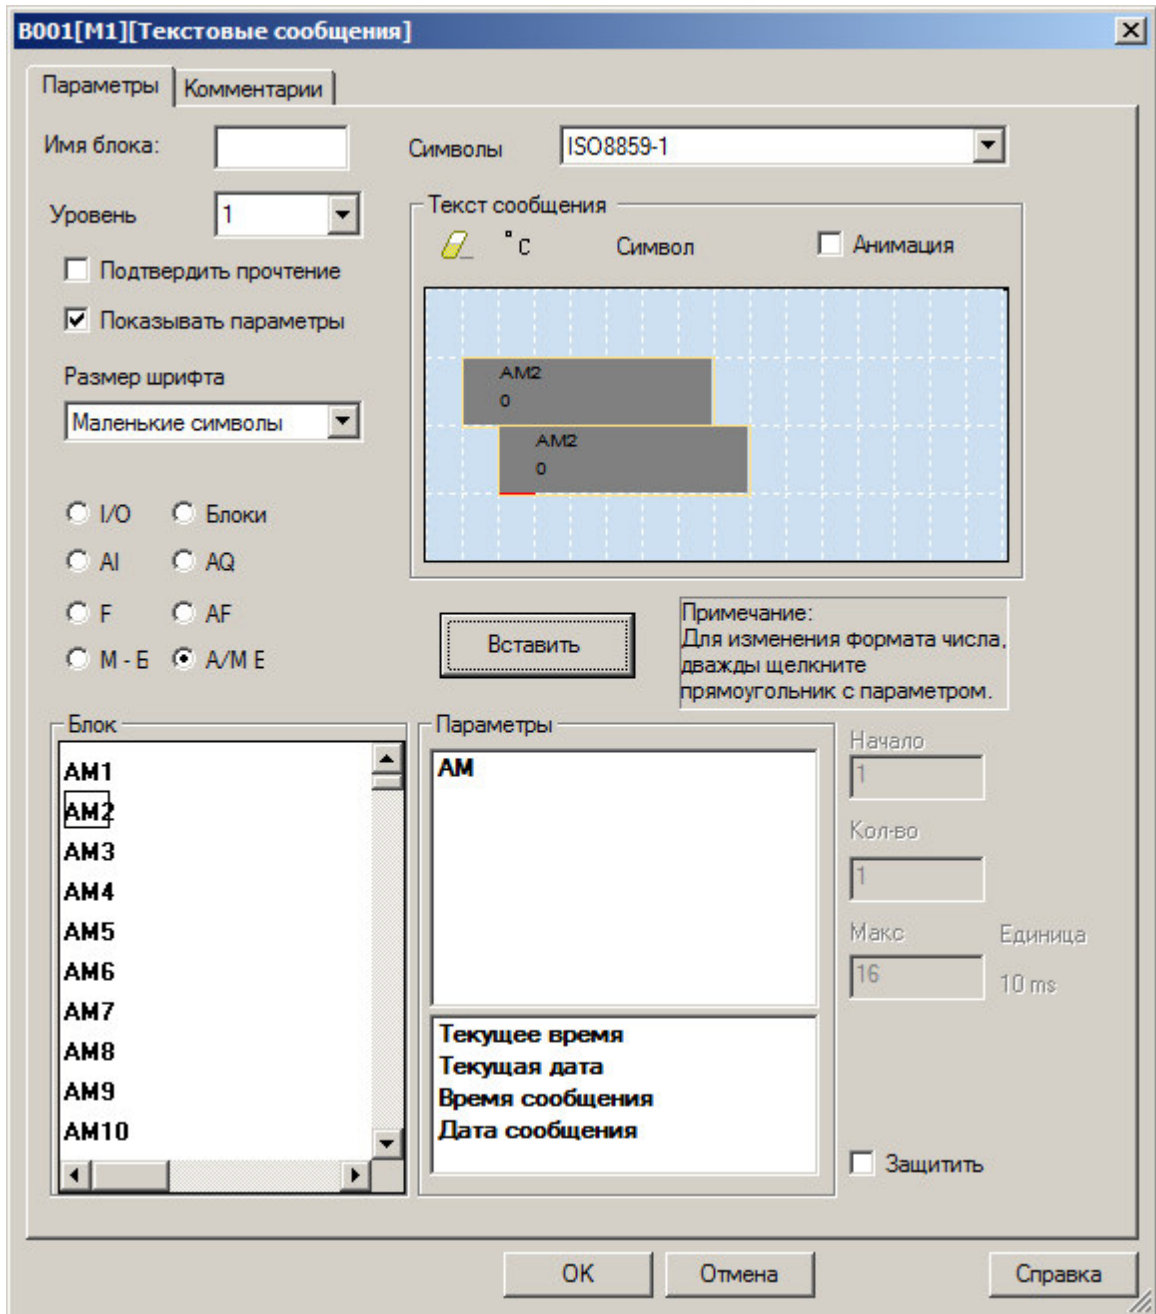 B001[M1][Текстовые сообщения]
Параметры
Комментарии
Имя блока:
Символы
ISO8859-1
Уровень
1
Текст сообщения
°C
Символ
Анимация
Подтвердить прочтение
Показывать параметры
Размер шрифта
Маленькие символы
AM2
0
AM2
0
I/O
Блоки
AI
AQ
F
AF
М - Б
А/М Е
Вставить
Примечание:
Для изменения формата числа,
дважды щелкните
прямоугольник с параметром.
Блок
AM1
AM2
AM3
AM4
AM5
AM6
AM7
AM8
AM9
AM10
Параметры
AM
Текущее время
Текущая дата
Время сообщения
Дата сообщения
Начало
1
Кол-во
1
Макс
Единица
16
10 ms
Защитить
OK
Отмена
Справка